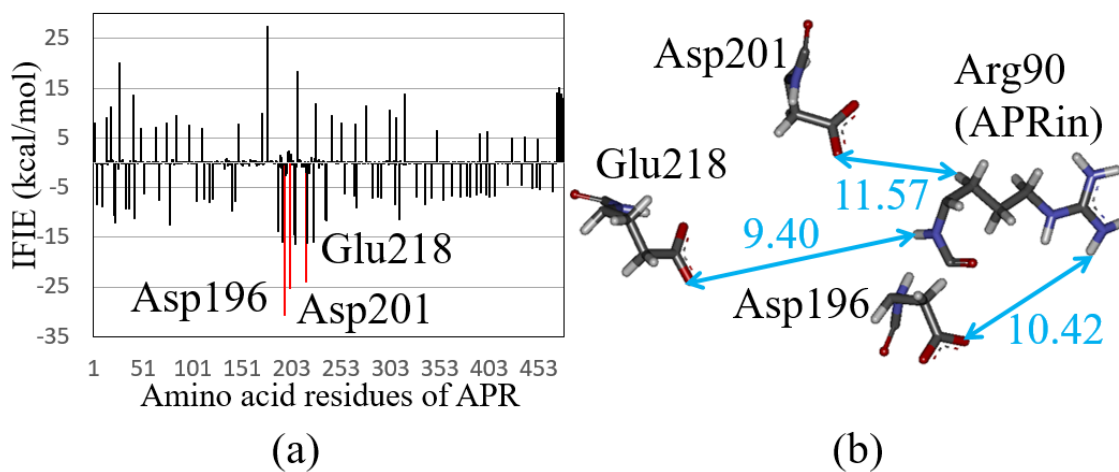 25
15
5
-5
-15
-25
-35
IFIE (kcal/mol)
Glu218
Asp196
Asp201
1 51 101 151 203 253 303 353 403 453
Amino acid residues of APR
(a)
Asp201
Arg90
(APRin)
Glu218
11.57
9.40
Asp196
10.42
(b)